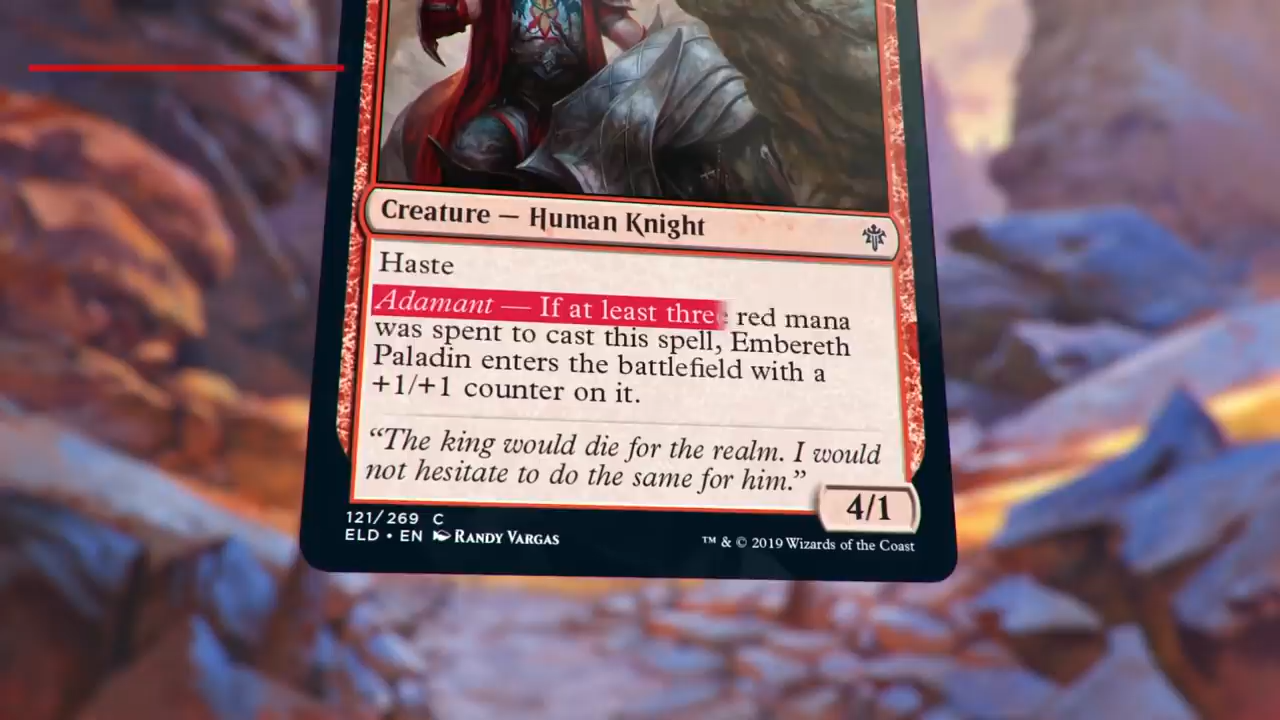 Creature — Human Knight
Haste
Adamant — If at least three red mana
was spent to cast this spell, Embereth
Paladin enters the battlefield with a
+1/+1 counter on it.
“The king would die for the realm. I would
not hesitate to do the same for him.”
4/1
121/269 C
ELD • EN Randy Vargas
™ & © 2019 Wizards of the Coast